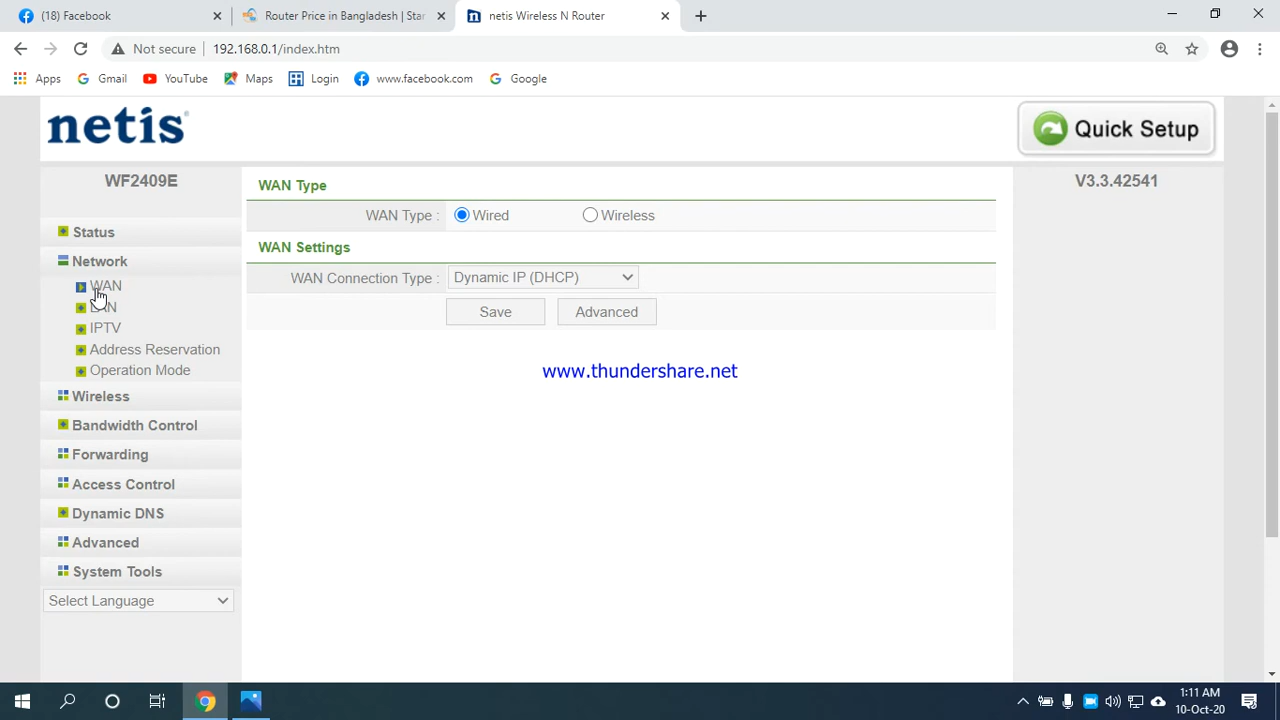 (18) Facebook
Router Price in Bangladesh | Star
netis Wireless N Router
Not secure
192.168.0.1/index.htm
Apps
Gmail
YouTube
Maps
Login
www.facebook.com
Google
netis
Quick Setup
WF2409E
V3.3.42541
Status
Network
WAN
LAN
IPTV
Address Reservation
Operation Mode
Wireless
Bandwidth Control
Forwarding
Access Control
Dynamic DNS
Advanced
System Tools
Select Language
WAN Type
WAN Type :
Wired
Wireless
WAN Settings
WAN Connection Type :
Dynamic IP (DHCP)
Save
Advanced
www.thundershare.net
1:11 AM
10-Oct-20